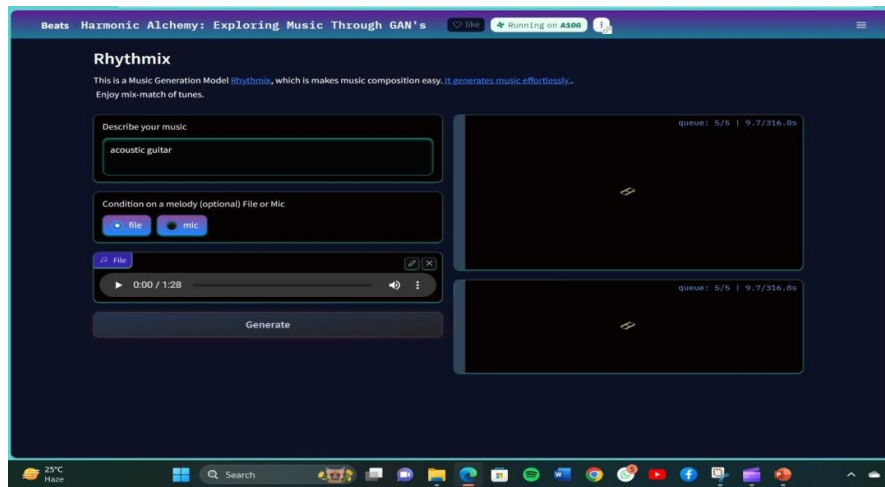 Beats Harmonic Alchemy: Exploring Music Through GAN's like Running on A10G
Rhythmix
This is a Music Generation Model Rhythmix, which is makes music composition easy. It generates music effortlessly..
Enjoy mix-match of tunes.
Describe your music
acoustic guitar
Condition on a melody (optional) File or Mic
file mic
File
0:00 / 1:28
Generate
queue: 5/5 | 9.7/316.8s
queue: 5/5 | 9.7/316.8s
25°C
Haze
Search
5